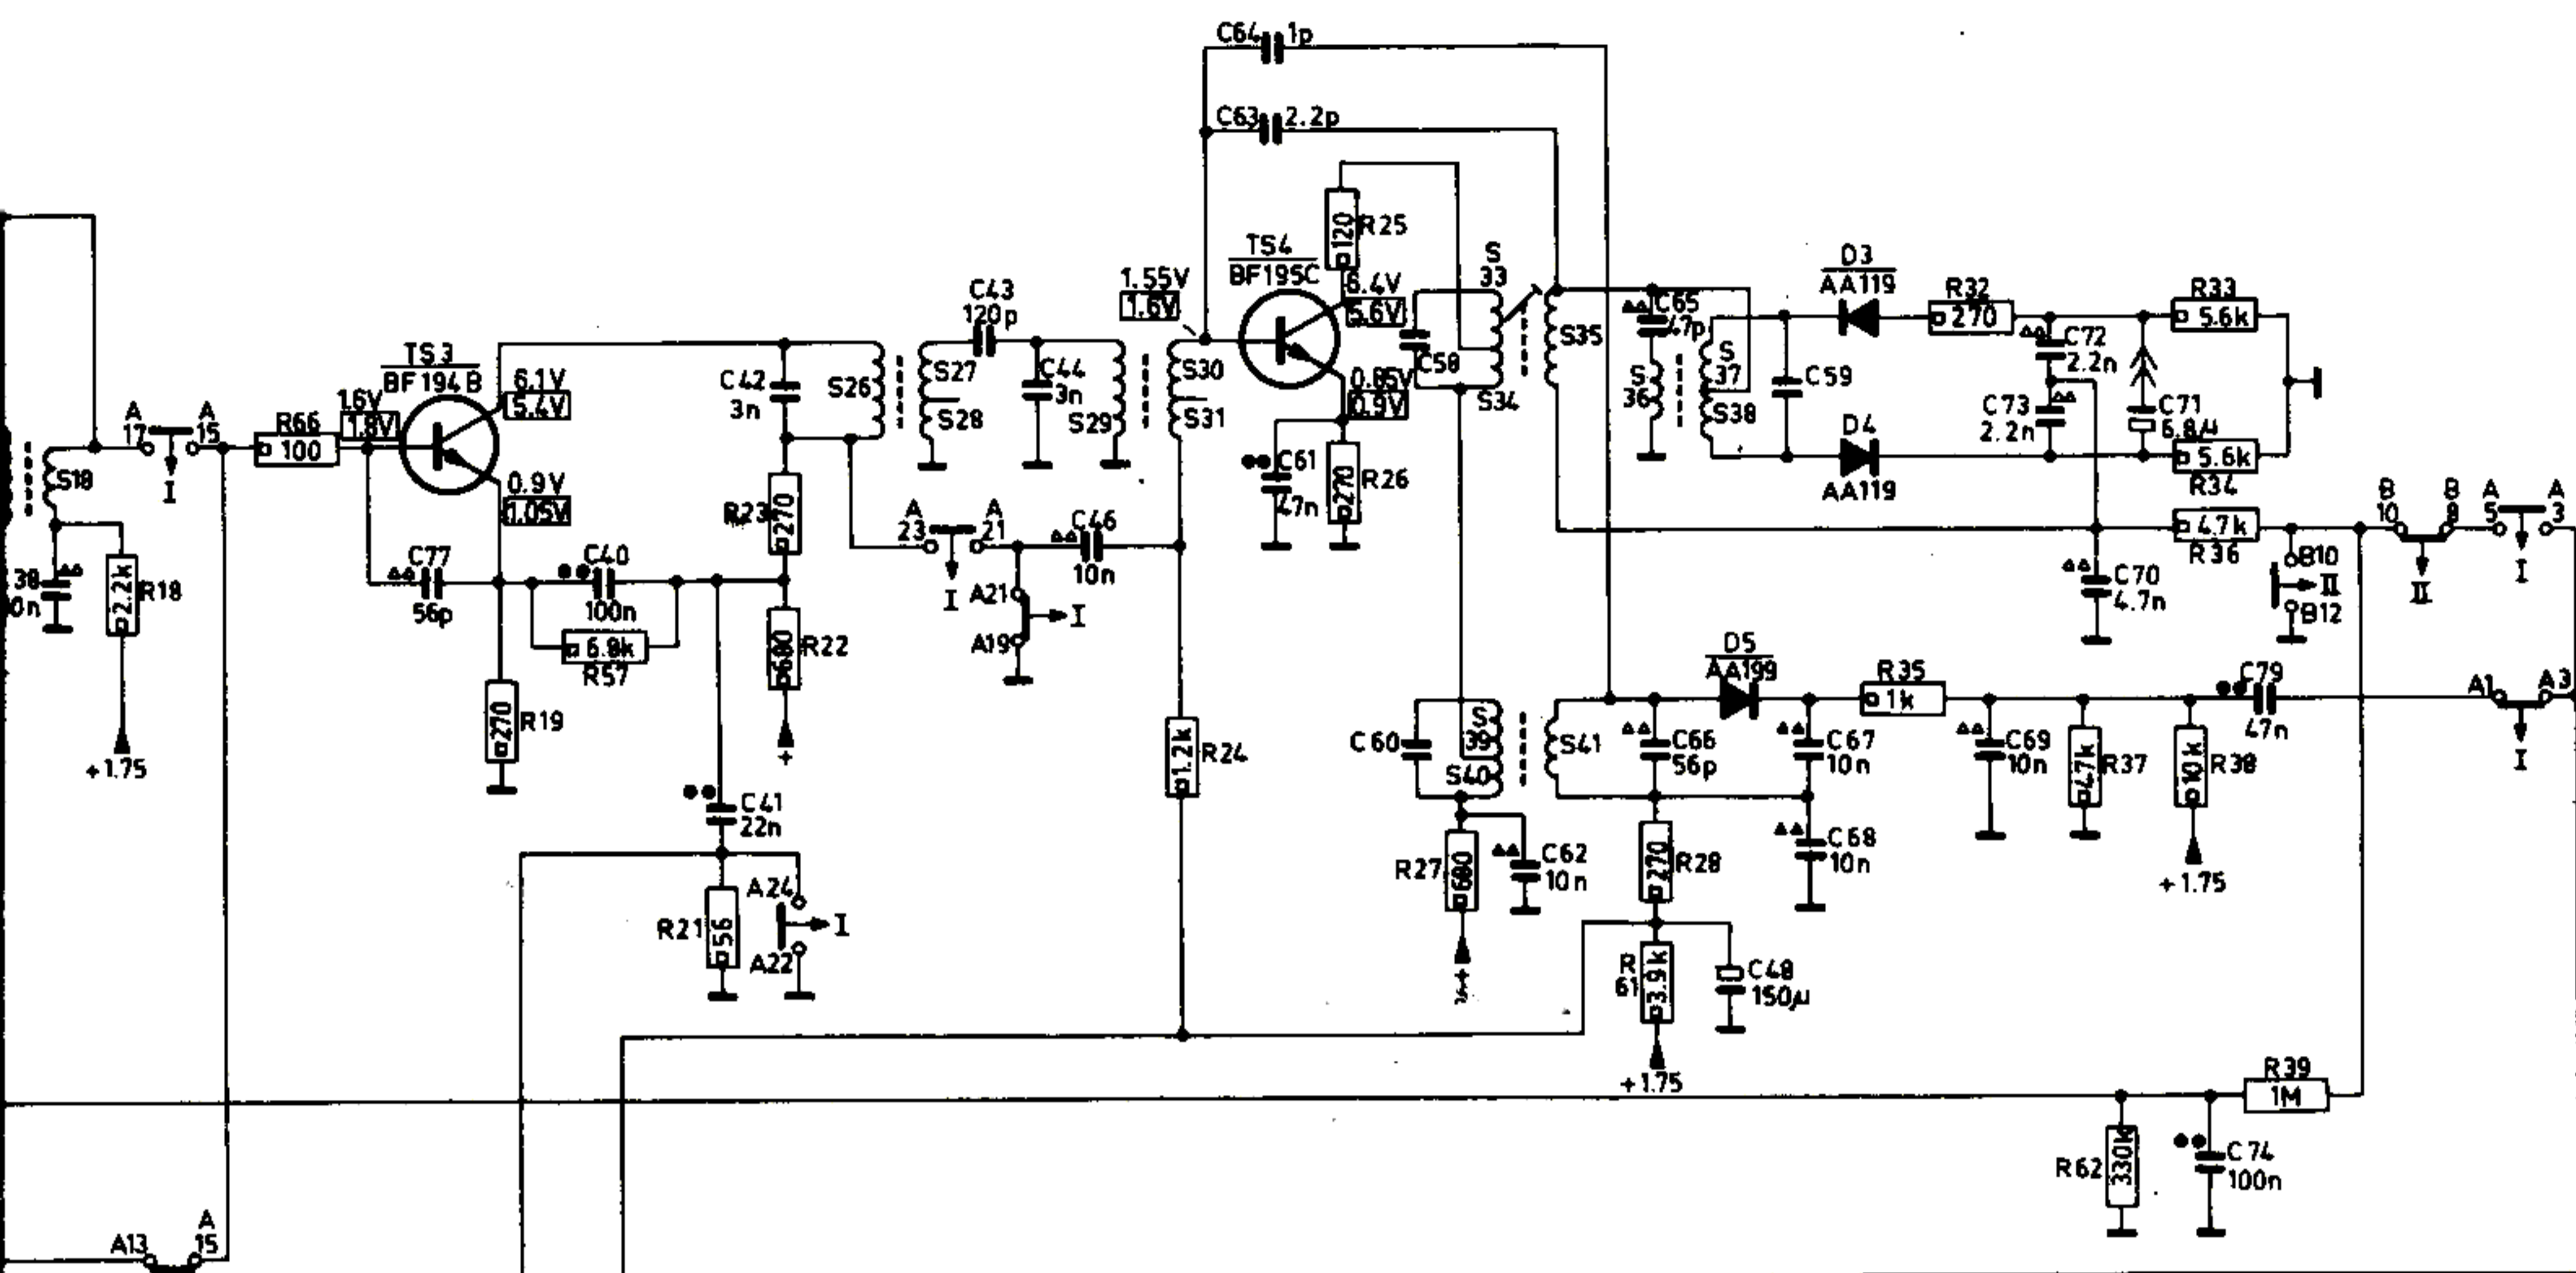 C64 1p
C63 2.2p
120 R25
TS4
BF195C
1.55V
1.6V
6.4V
5.6V
0.85V
0.9V
S
33
S34
C58
S35
C65
47p
S
36
S
37
S38
C59
D3
AA119
R32
270
D4
AA119
C72
2.2n
C73
2.2n
C71
6.8µ
R33
5.6k
5.6k
R34
4.7k
R36
C70
4.7n
B10
II
B12
B
10
B
8
II
A
5
A
3
I
TS3
BF194B
1.6V
1.8V
6.1V
5.4V
0.9V
1.05V
A
17
A
15
I
R66
100
S18
38
0n
2.2k R18
+1.75
C77
56p
C40
100n
6.8k
R57
270 R19
C42
3n
S26
S27
S28
C43
120p
C44
3n
S29
S30
S31
R23 270
680 R22
+
A
23
A
21
I
C46
10n
A21
I
A19
C61
47n
270 R26
1.2k R24
C41
22n
R21 56
A24
I
A22
C60
S
39
S40
S41
R27 680
C62
10n
+
C66
56p
D5
AA199
C67
10n
C68
10n
270 R28
R
61 3.9k
C48
150µ
+1.75
R35
1k
C69
10n
47k R37
10k R38
+1.75
C79
47n
A1
A3
I
R39
1M
R62 330k
C74
100n
A13
A
15